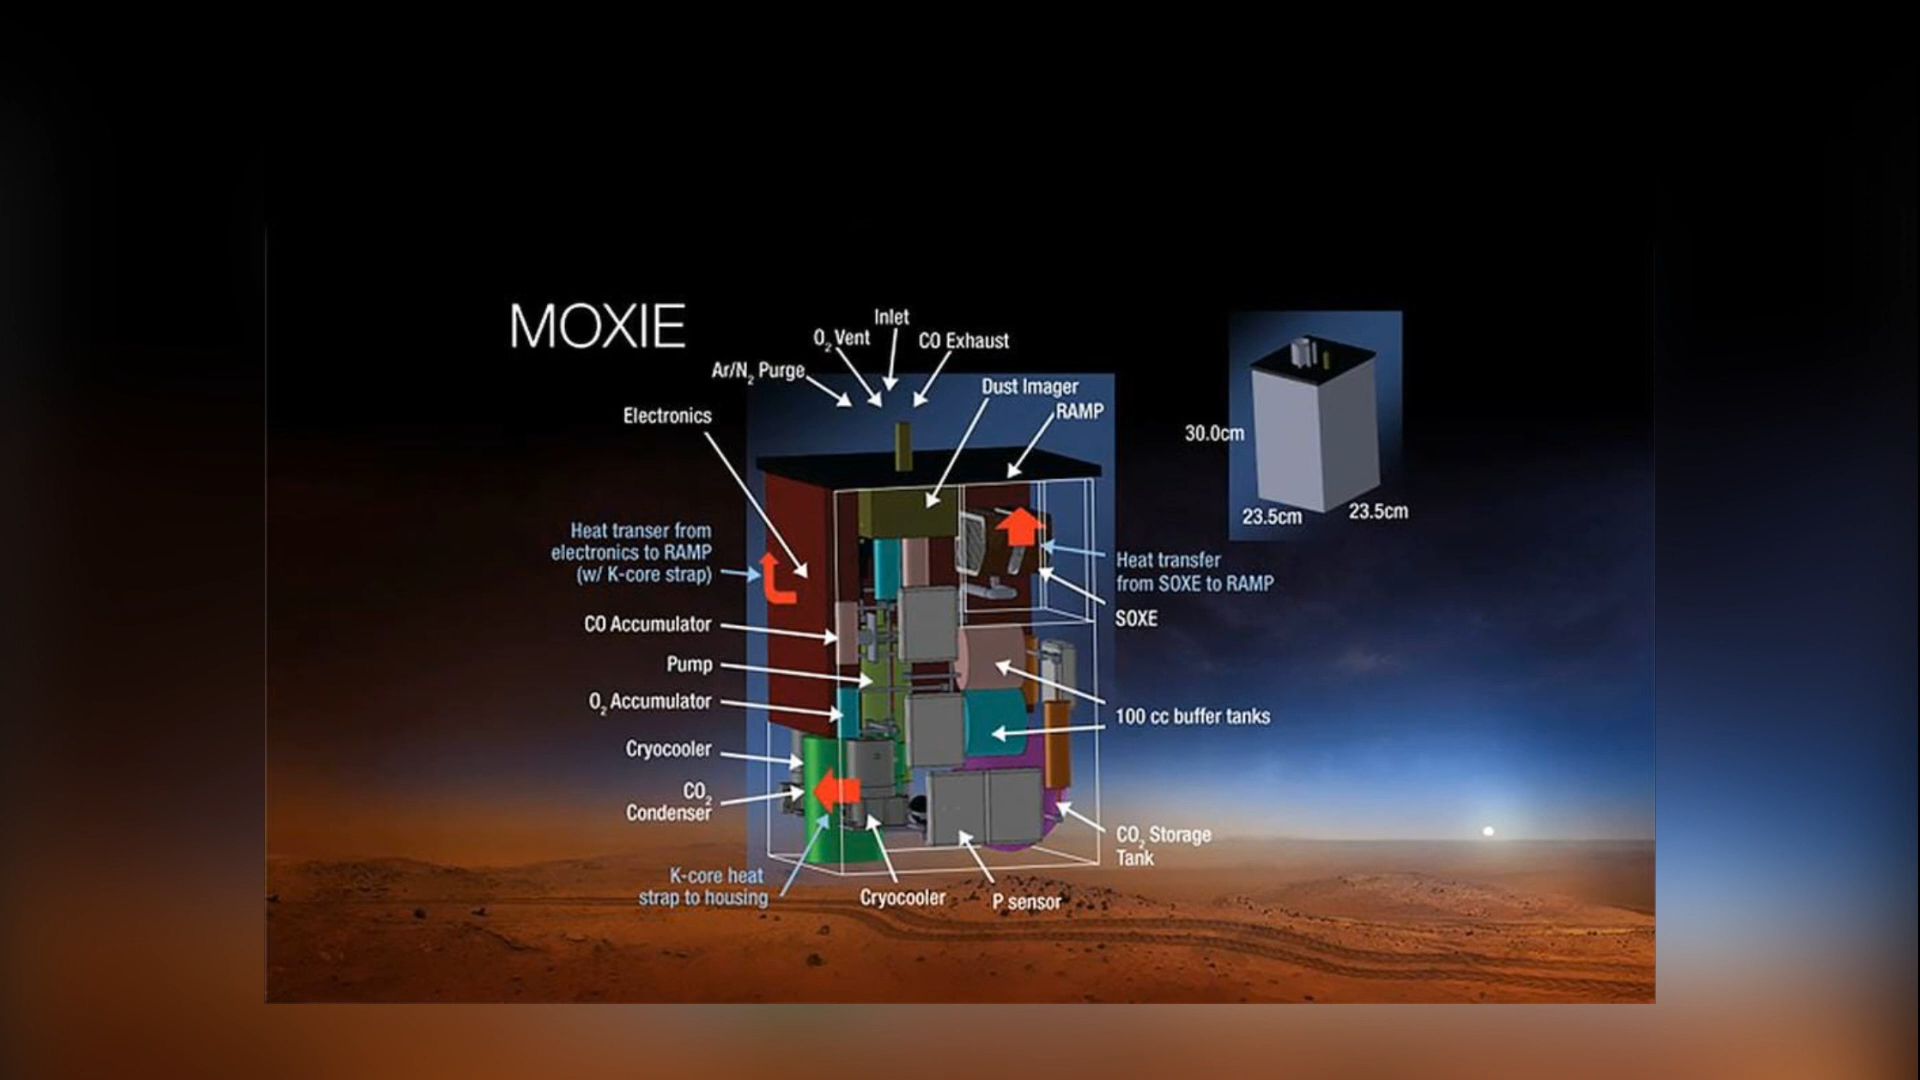 MOXIE
Inlet
O₂ Vent
CO Exhaust
Ar/N₂ Purge
Dust Imager
RAMP
Electronics
Heat transer from
electronics to RAMP
(w/ K-core strap)
CO Accumulator
Pump
O₂ Accumulator
Cryocooler
CO₂
Condenser
K-core heat
strap to housing
Cryocooler
P sensor
Heat transfer
from SOXE to RAMP
SOXE
100 cc buffer tanks
CO₂ Storage
Tank
30.0cm
23.5cm
23.5cm